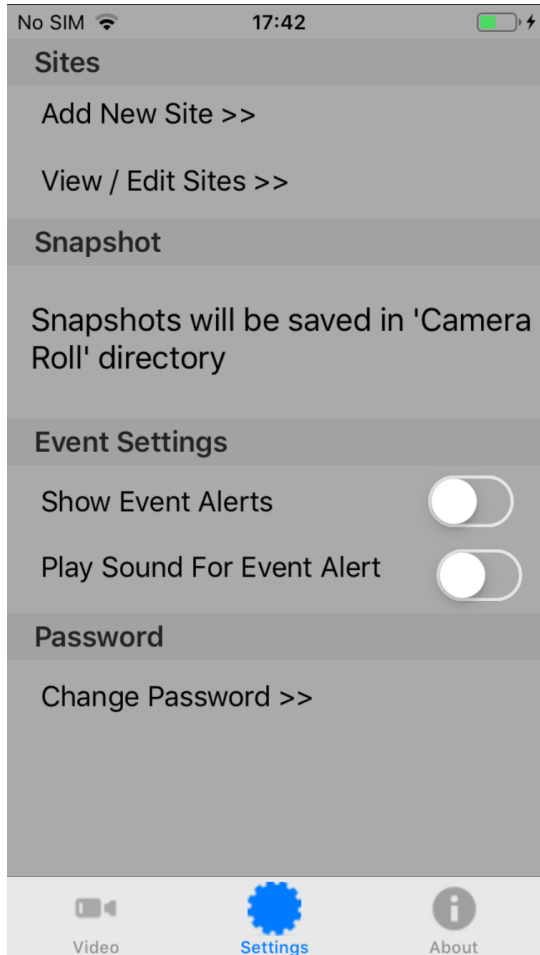 No SIM 17:42
Sites
Add New Site >>
View / Edit Sites >>
Snapshot
Snapshots will be saved in 'Camera
Roll' directory
Event Settings
Show Event Alerts
Play Sound For Event Alert
Password
Change Password >>
Video Settings About